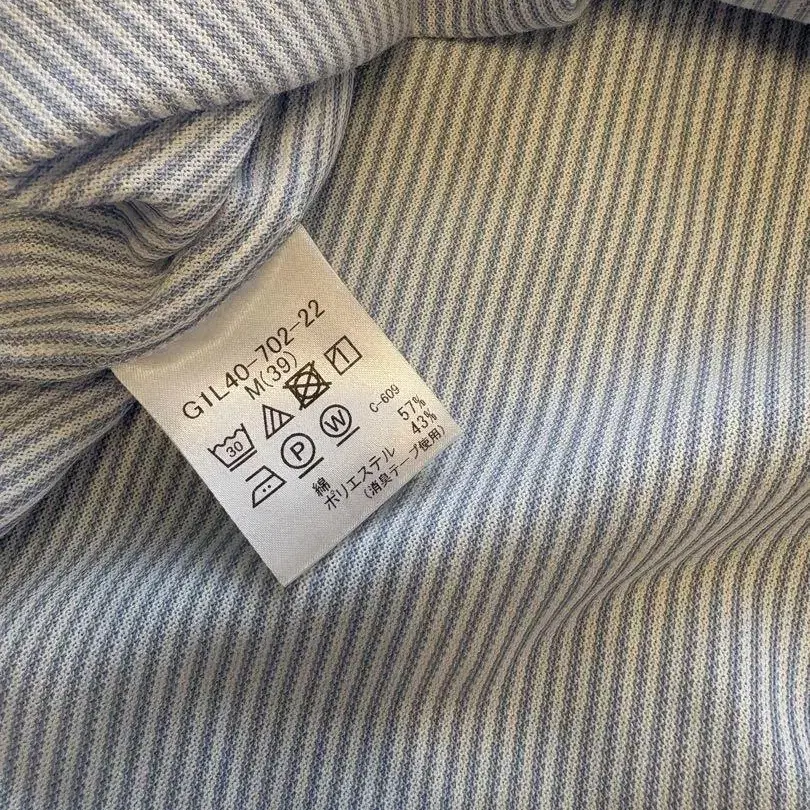 G1L40-702-22
M(39)
30
P W
C-609
綿 57%
ポリエステル 43%
(消臭テープ使用)